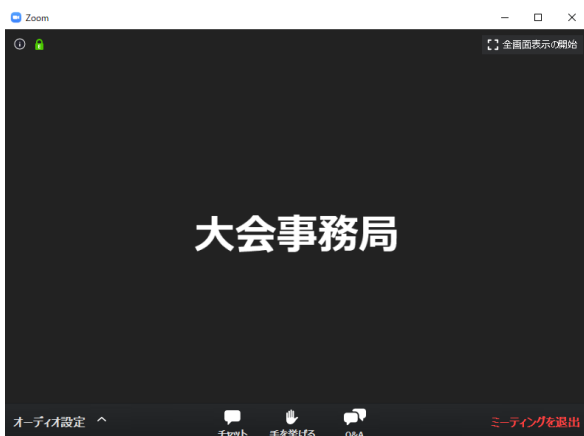 Zoom
全画面表示の開始
大会事務局
オーディオ設定
チャット
手を挙げる
Q&A
ミーティングを退出